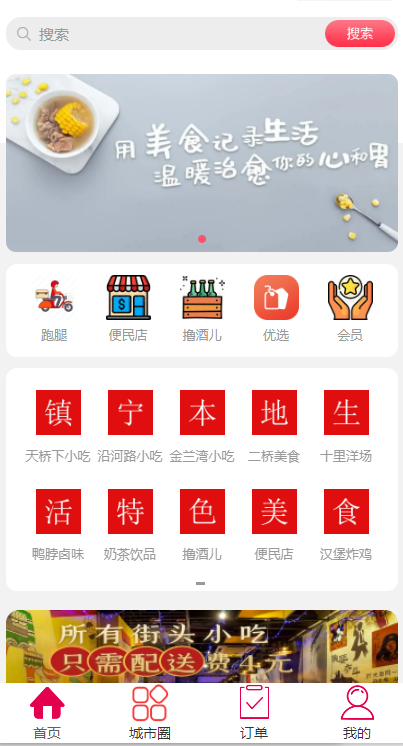 搜索 搜索
用美食记录生活
温暖治愈你的心和胃
跑腿 便民店 撸酒儿 优选 会员
镇 宁 本 地 生
天桥下小吃 沿河路小吃 金兰湾小吃 二桥美食 十里洋场
活 特 色 美 食
鸭脖卤味 奶茶饮品 撸酒儿 便民店 汉堡炸鸡
所有街头小吃
只需配送费4元
首页 城市圈 订单 我的